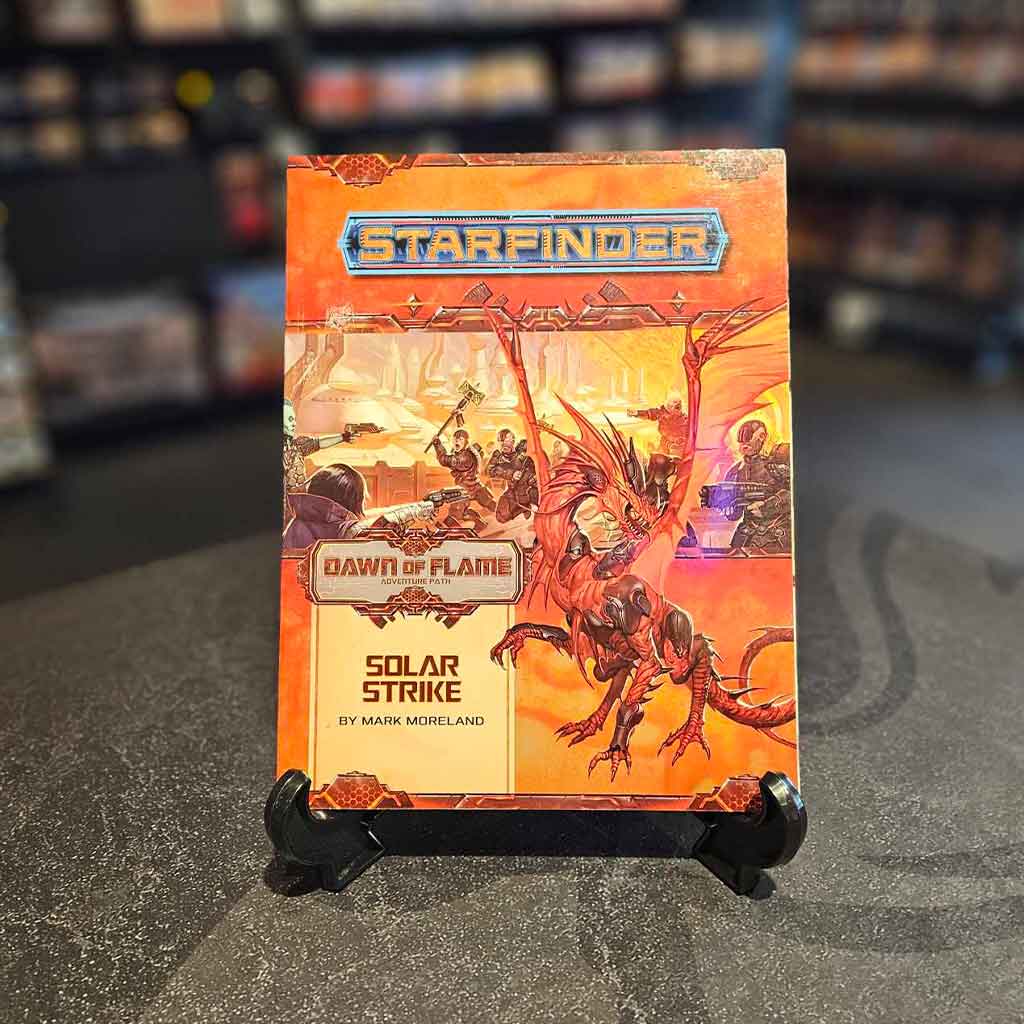 STARFINDER
DAWN OF FLAME
ADVENTURE PATH
SOLAR
STRIKE
BY MARK MORELAND